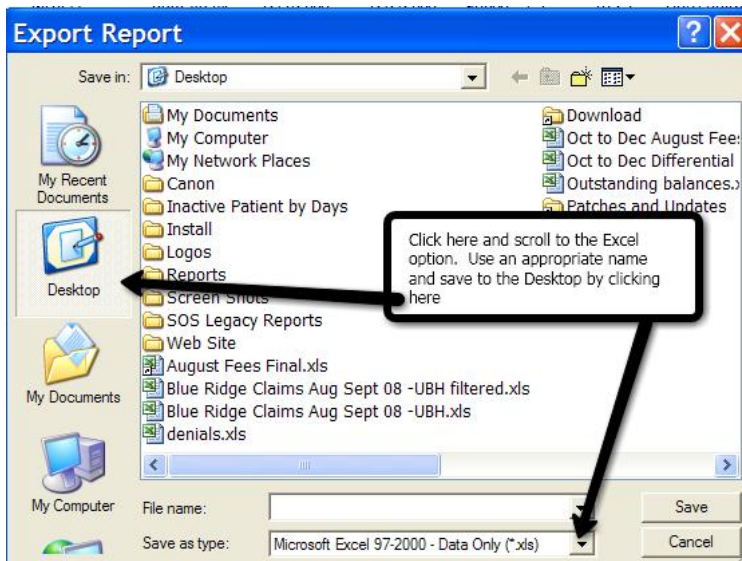 Export Report
Save in:
Desktop
My Recent
Documents
Desktop
My Documents
My Computer
My Documents
My Computer
My Network Places
Canon
Inactive Patient by Days
Install
Logos
Reports
Screen Shots
SOS Legacy Reports
Web Site
August Fees Final.xls
Blue Ridge Claims Aug Sept 08 -UBH filtered.xls
Blue Ridge Claims Aug Sept 08 -UBH.xls
denials.xls
Download
Oct to Dec August Fee
Oct to Dec Differential
Outstanding balances.
Patches and Updates
Click here and scroll to the Excel
option. Use an appropriate name
and save to the Desktop by clicking
here
File name:
Save
Save as type:
Microsoft Excel 97-2000 - Data Only (*.xls)
Cancel